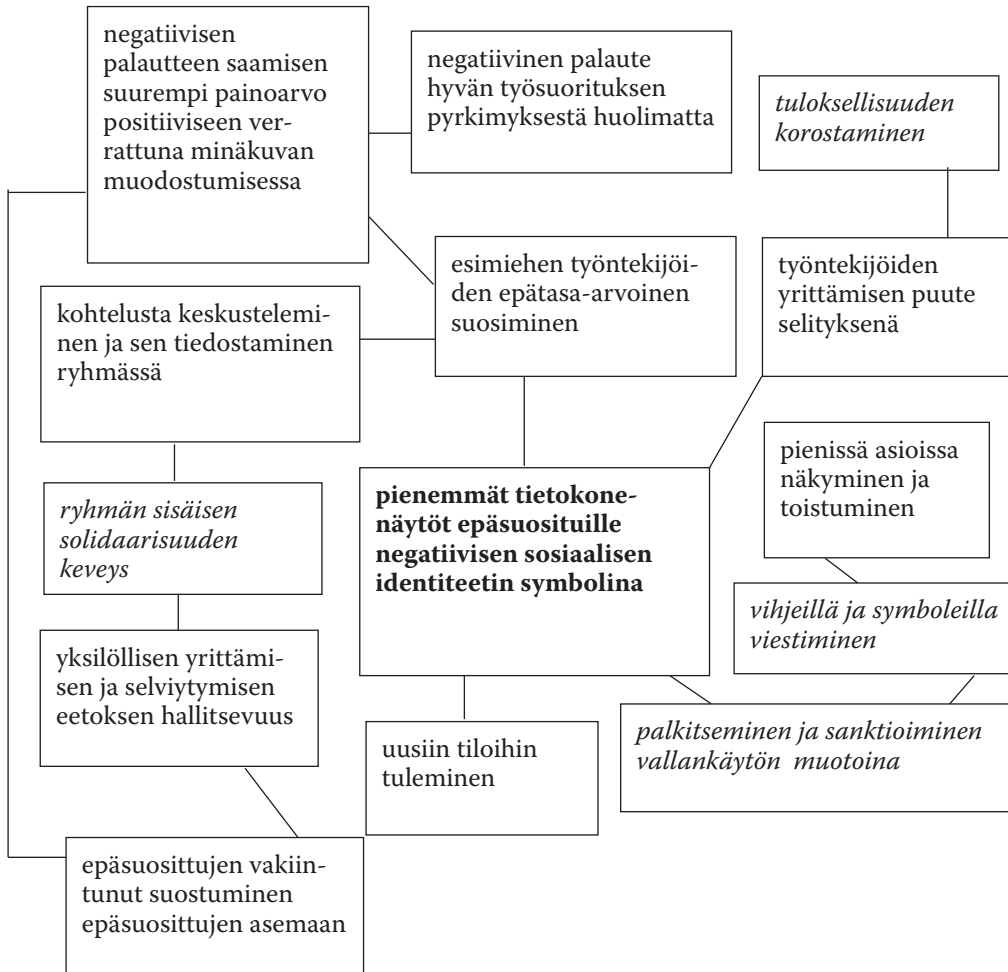 negatiivisen
palautteen saamisen
suurempi painoarvo
positiiviseen ver-
rattuna minäkuvan
muodostumisessa
negatiivinen palaute
hyvän työsuorituksen
pyrkimyksestä huolimatta
tuloksellisuuden
korostaminen
esimiehen työntekijöi-
den epätasa-arvoinen
suosiminen
työntekijöiden
yrittämisen puute
selityksenä
kohtelusta keskustelemi-
nen ja sen tiedostaminen
ryhmässä
pienissä asioissa
näkyminen ja
toistuminen
pienemmät tietokone-
näytöt epäsuosituille
negatiivisen sosiaalisen
identiteetin symbolina
ryhmän sisäisen
solidaarisuuden
keveys
vihjeillä ja symboleilla
viestiminen
yksilöllisen yrittämi-
sen ja selviytymisen
eetoksen hallitsevuus
uusiin tiloihin
tuleminen
palkitseminen ja sanktioiminen
vallankäytön muotoina
epäsuosittujen vakiin-
tunut suostuminen
epäsuosittujen asemaan